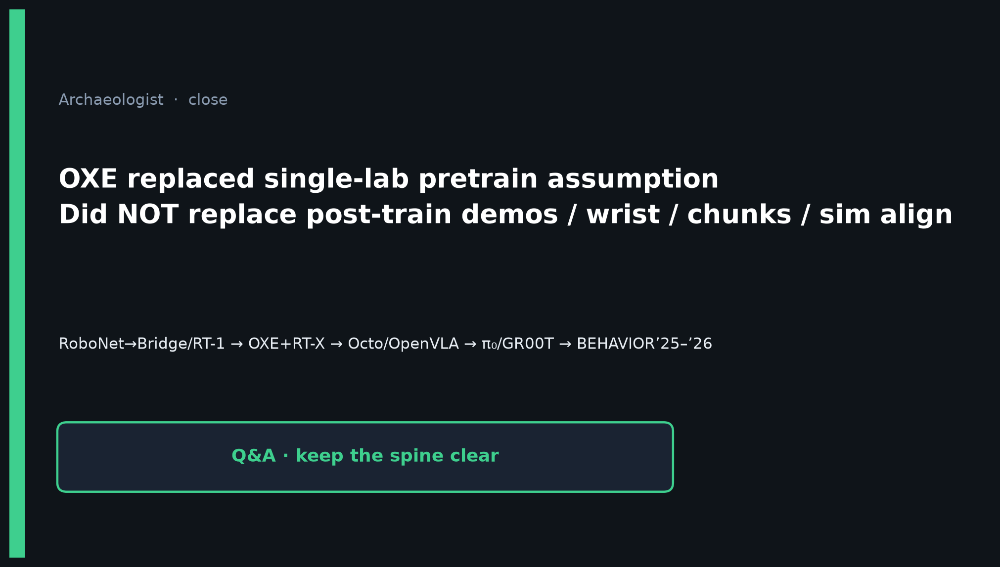 Archaeologist · close
OXE replaced single-lab pretrain assumption
Did NOT replace post-train demos / wrist / chunks / sim align
RoboNet→Bridge/RT-1 → OXE+RT-X → Octo/OpenVLA → π₀/GR00T → BEHAVIOR’25–’26
Q&A · keep the spine clear